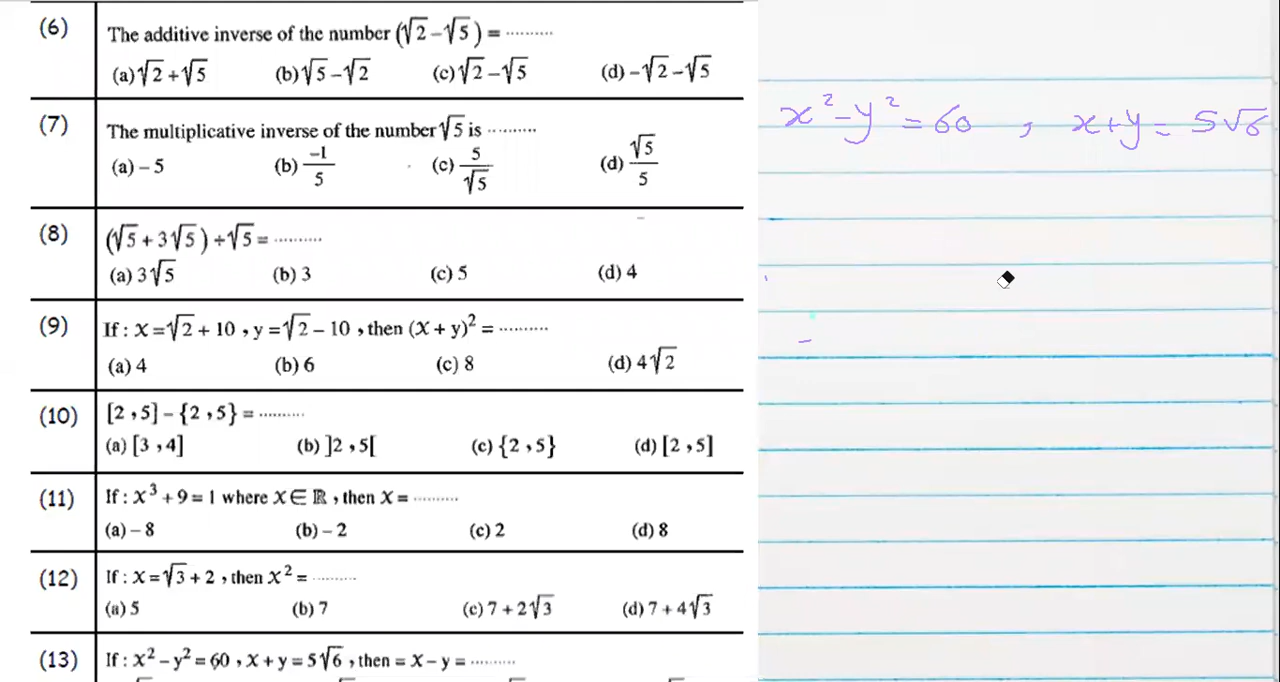 (6) The additive inverse of the number (√2 – √5) = ..........
(a) √2 + √5 (b) √5 – √2 (c) √2 – √5 (d) – √2 – √5
(7) The multiplicative inverse of the number √5 is ..........
(a) – 5 (b) –1/5 (c) 5/√5 (d) √5/5
(8) (√5 + 3√5) ÷ √5 = ..........
(a) 3√5 (b) 3 (c) 5 (d) 4
(9) If : x = √2 + 10 , y = √2 – 10 , then (x + y)² = ..........
(a) 4 (b) 6 (c) 8 (d) 4√2
(10) [2 , 5] – {2 , 5} = ..........
(a) [3 , 4] (b) ]2 , 5[ (c) {2 , 5} (d) [2 , 5]
(11) If : x³ + 9 = 1 where x ∈ ℝ , then x = ..........
(a) – 8 (b) – 2 (c) 2 (d) 8
(12) If : x = √3 + 2 , then x² = ..........
(a) 5 (b) 7 (c) 7 + 2√3 (d) 7 + 4√3
(13) If : x² – y² = 60 , x + y = 5√6 , then = x – y = ..........
x² – y² = 60 , x + y = 5√6